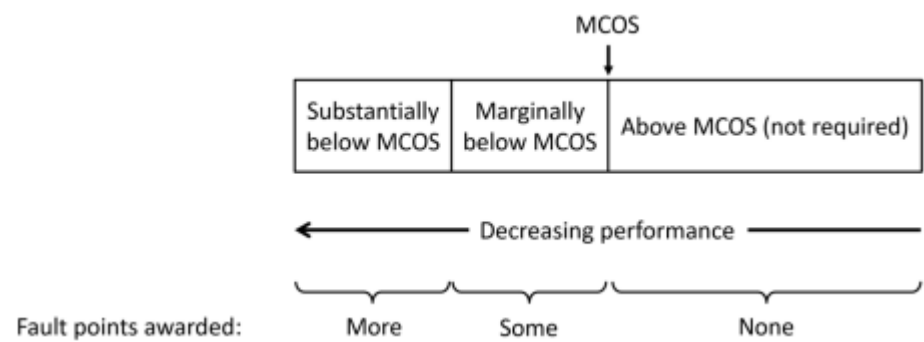 MCOS
Substantially
below MCOS
Marginally
below MCOS
Above MCOS (not required)
Decreasing performance
Fault points awarded:
More
Some
None